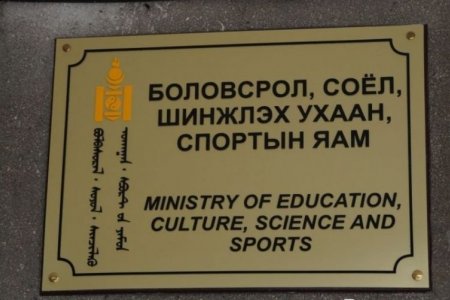 БОЛОВСРОЛ, СОЁЛ,
ШИНЖЛЭХ УХААН,
СПОРТЫН ЯАМ
MINISTRY OF EDUCATION,
CULTURE, SCIENCE AND
SPORTS